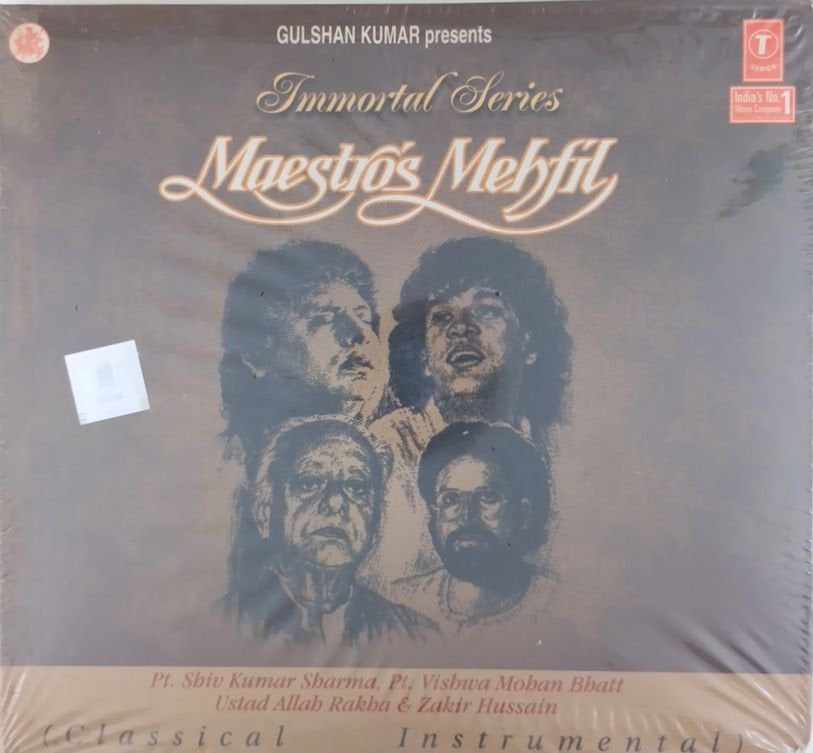 GULSHAN KUMAR presents
T
SERIES
India's No.1
Music Company
Immortal Series
Maestro's Mehfil
Pt. Shiv Kumar Sharma, Pt. Vishwa Mohan Bhatt
Ustad Allah Rakha & Zakir Hussain
(Classical Instrumental)